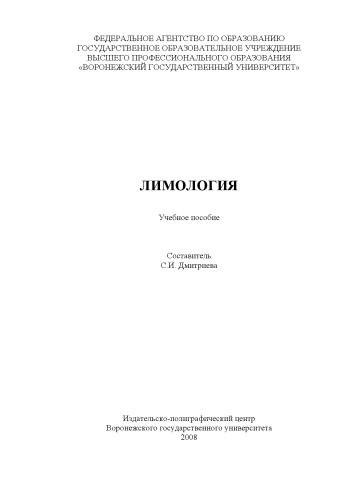 ФЕДЕРАЛЬНОЕ АГЕНТСТВО ПО ОБРАЗОВАНИЮ
ГОСУДАРСТВЕННОЕ ОБРАЗОВАТЕЛЬНОЕ УЧРЕЖДЕНИЕ
ВЫСШЕГО ПРОФЕССИОНАЛЬНОГО ОБРАЗОВАНИЯ
«ВОРОНЕЖСКИЙ ГОСУДАРСТВЕННЫЙ УНИВЕРСИТЕТ»
ЛИМОЛОГИЯ
Учебное пособие
Составитель
С.И. Дмитриева
Издательско-полиграфический центр
Воронежского государственного университета
2008